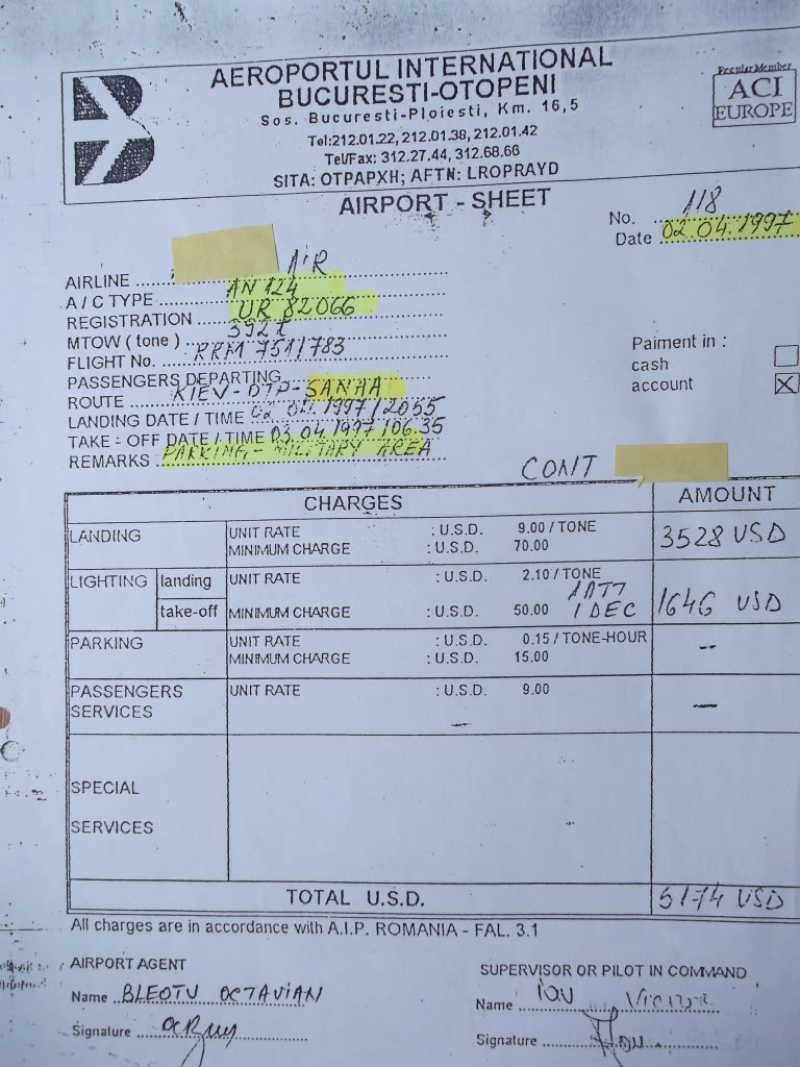 AEROPORTUL INTERNATIONAL
BUCURESTI-OTOPENI
Sos. Bucuresti-Ploiesti, Km. 16,5
Tel:212.01.22, 212.01.38, 212.01.42
Tel/Fax: 312.27.44, 312.68.66
SITA: OTPAPXH; AFTN: LROPRAYD
Regular Member
ACI
EUROPE
AIRPORT - SHEET
No. 118
Date 02.04.1997
AIRLINE AIR
A/C TYPE AN 124
REGISTRATION UR 82066
MTOW ( tone ) 392 t
FLIGHT No. RRM 751/783
PASSENGERS DEPARTING
ROUTE KIEV-OTP-SANAA
LANDING DATE / TIME 02 04.1997/2055
TAKE - OFF DATE / TIME 03.04.1997/06.35
REMARKS PARKING - MILITARY AREA
Paiment in :
cash
account
CONT
CHARGES AMOUNT
LANDING UNIT RATE : U.S.D. 9.00 / TONE 3528 USD
MINIMUM CHARGE : U.S.D. 70.00
LIGHTING landing UNIT RATE : U.S.D. 2.10 / TONE
1 ATT
take-off MINIMUM CHARGE : U.S.D. 50.00 1 DEC 1646 USD
PARKING UNIT RATE : U.S.D. 0.15 / TONE-HOUR --
MINIMUM CHARGE : U.S.D. 15.00
PASSENGERS UNIT RATE : U.S.D. 9.00 —
SERVICES —
SPECIAL
SERVICES
TOTAL U.S.D. 5174 USD
All charges are in accordance with A.I.P. ROMANIA - FAL. 3.1
AIRPORT AGENT
Name BLEOTU OCTAVIAN
Signature
SUPERVISOR OR PILOT IN COMMAND
Name
Signature